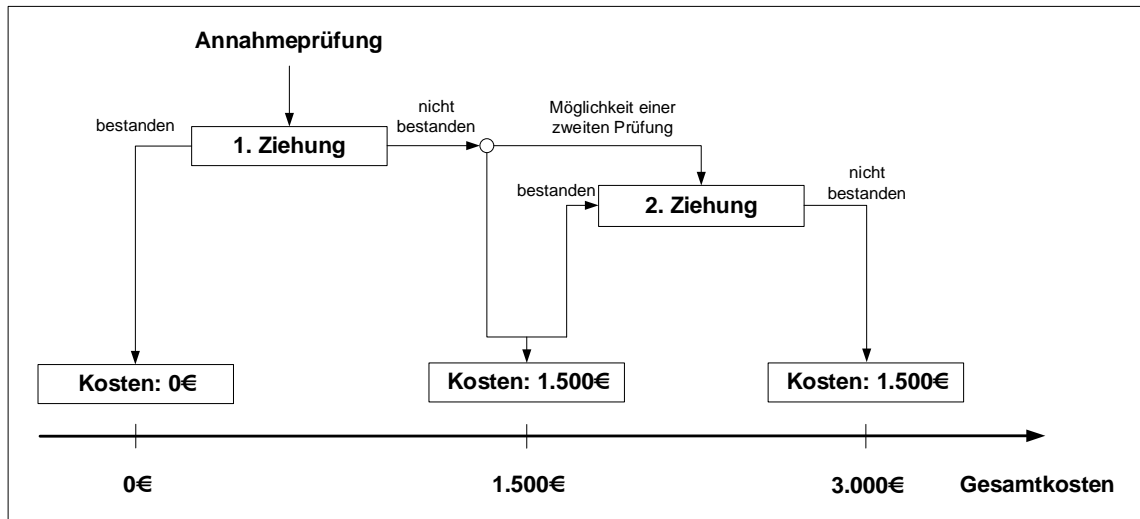 Annahmeprüfung
bestanden
1. Ziehung
nicht
bestanden
Möglichkeit einer
zweiten Prüfung
bestanden
2. Ziehung
nicht
bestanden
Kosten: 0€
Kosten: 1.500€
Kosten: 1.500€
0€
1.500€
3.000€
Gesamtkosten